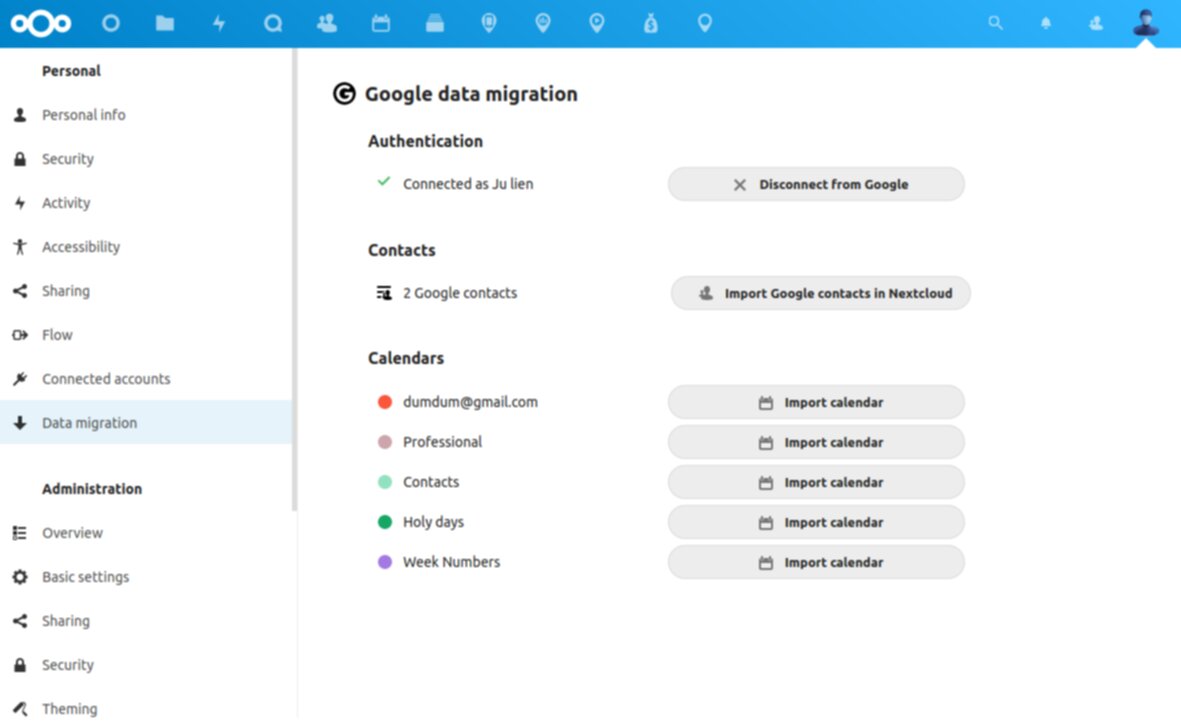 Personal
Personal info
Security
Activity
Accessibility
Sharing
Flow
Connected accounts
Data migration
Administration
Overview
Basic settings
Sharing
Security
Theming
Google data migration
Authentication
Connected as Ju lien
Disconnect from Google
Contacts
2 Google contacts
Import Google contacts in Nextcloud
Calendars
dumdum@gmail.com
Import calendar
Professional
Import calendar
Contacts
Import calendar
Holy days
Import calendar
Week Numbers
Import calendar